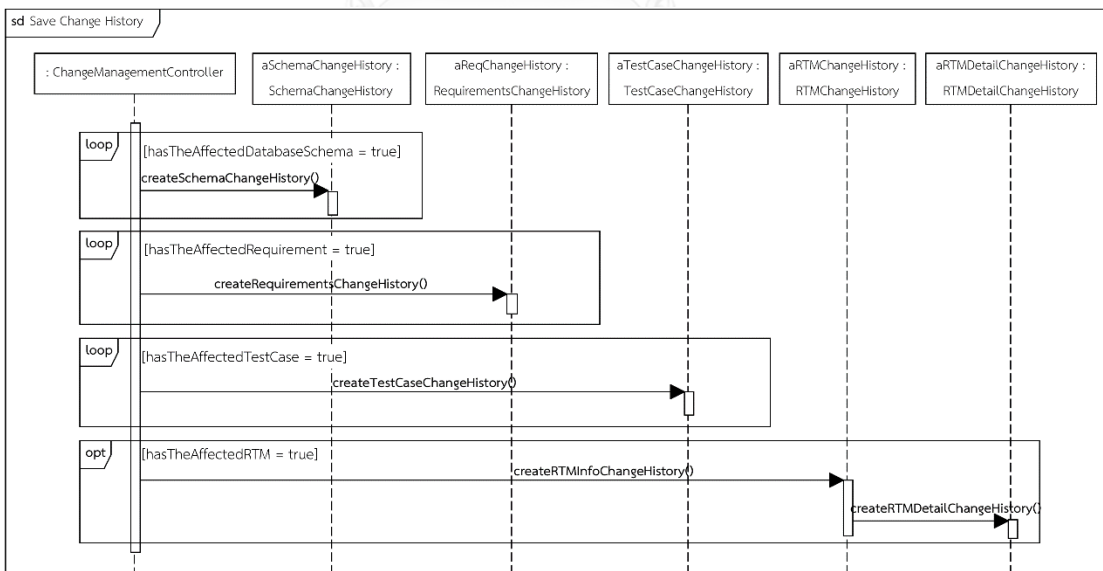 sd Save Change History
: ChangeManagementController
aSchemaChangeHistory :
SchemaChangeHistory
aReqChangeHistory :
RequirementsChangeHistory
aTestCaseChangeHistory :
TestCaseChangeHistory
aRTMChangeHistory :
RTMChangeHistory
aRTMDetailChangeHistory :
RTMDetailChangeHistory
loop
[hasTheAffectedDatabaseSchema = true]
createSchemaChangeHistory()
loop
[hasTheAffectedRequirement = true]
createRequirementsChangeHistory()
loop
[hasTheAffectedTestCase = true]
createTestCaseChangeHistory()
opt
[hasTheAffectedRTM = true]
createRTMInfoChangeHistory()
createRTMDetailChangeHistory()